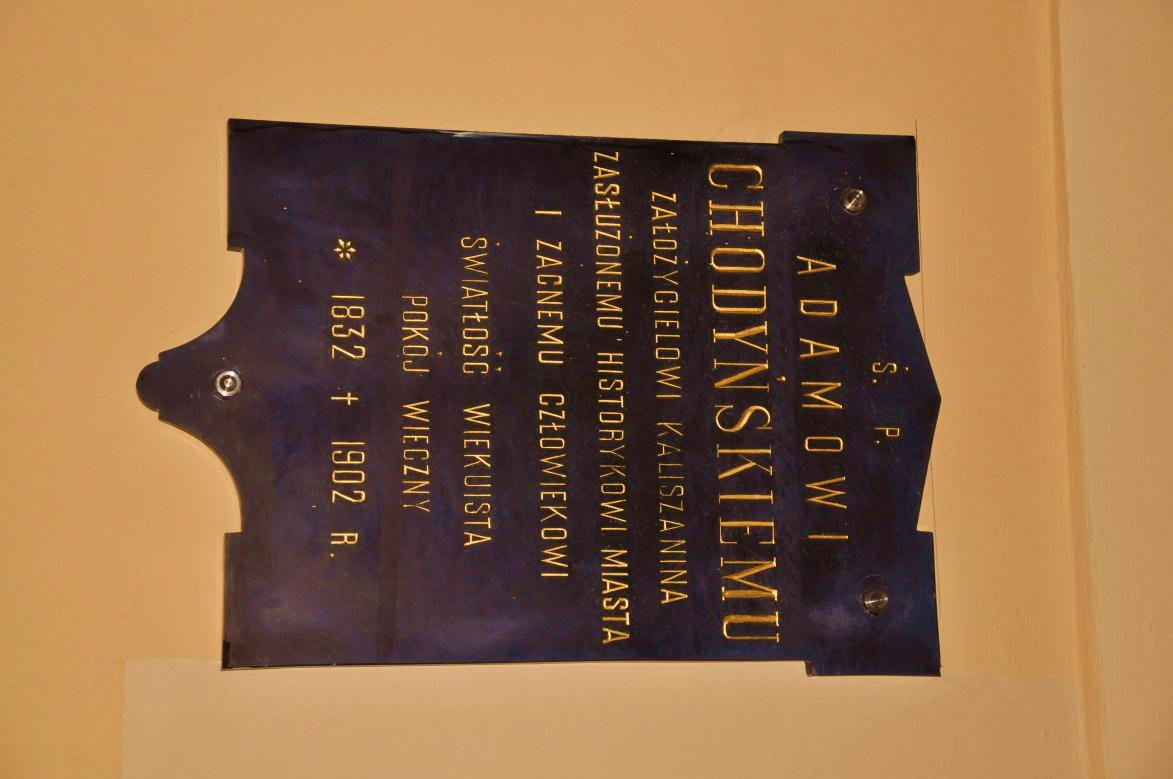 Ś. P.
ADAMOWI
CHODYŃSKIEMU
ZAŁOŻYCIELOWI KALISZANINA
ZASŁUŻONEMU HISTORYKOWI MIASTA
I ZACNEMU CZŁOWIEKOWI
ŚWIATŁOŚĆ WIEKUISTA
POKÓJ WIECZNY
* 1832 † 1902 R.